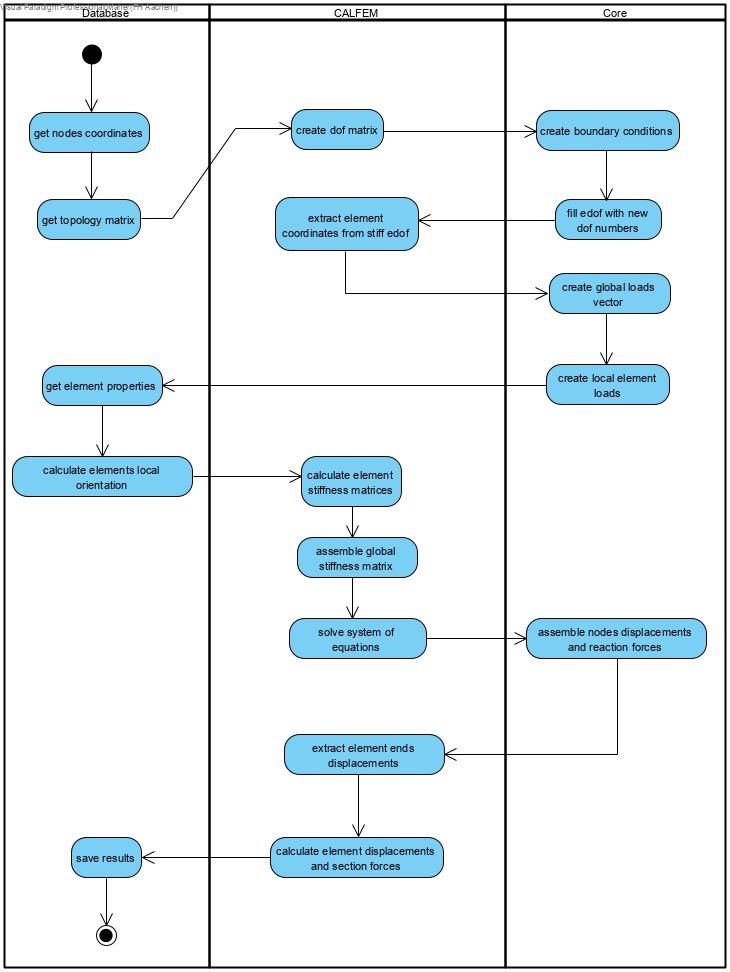 Visual Paradigm Professional
Database
CALFEM
Core
get nodes coordinates
create dof matrix
create boundary conditions
get topology matrix
extract element
coordinates from stiff edof
fill edof with new
dof numbers
create global loads
vector
get element properties
create local element
loads
calculate elements local
orientation
calculate element
stiffness matrices
assemble global
stiffness matrix
solve system of
equations
assemble nodes displacements
and reaction forces
extract element ends
displacements
save results
calculate element displacements
and section forces